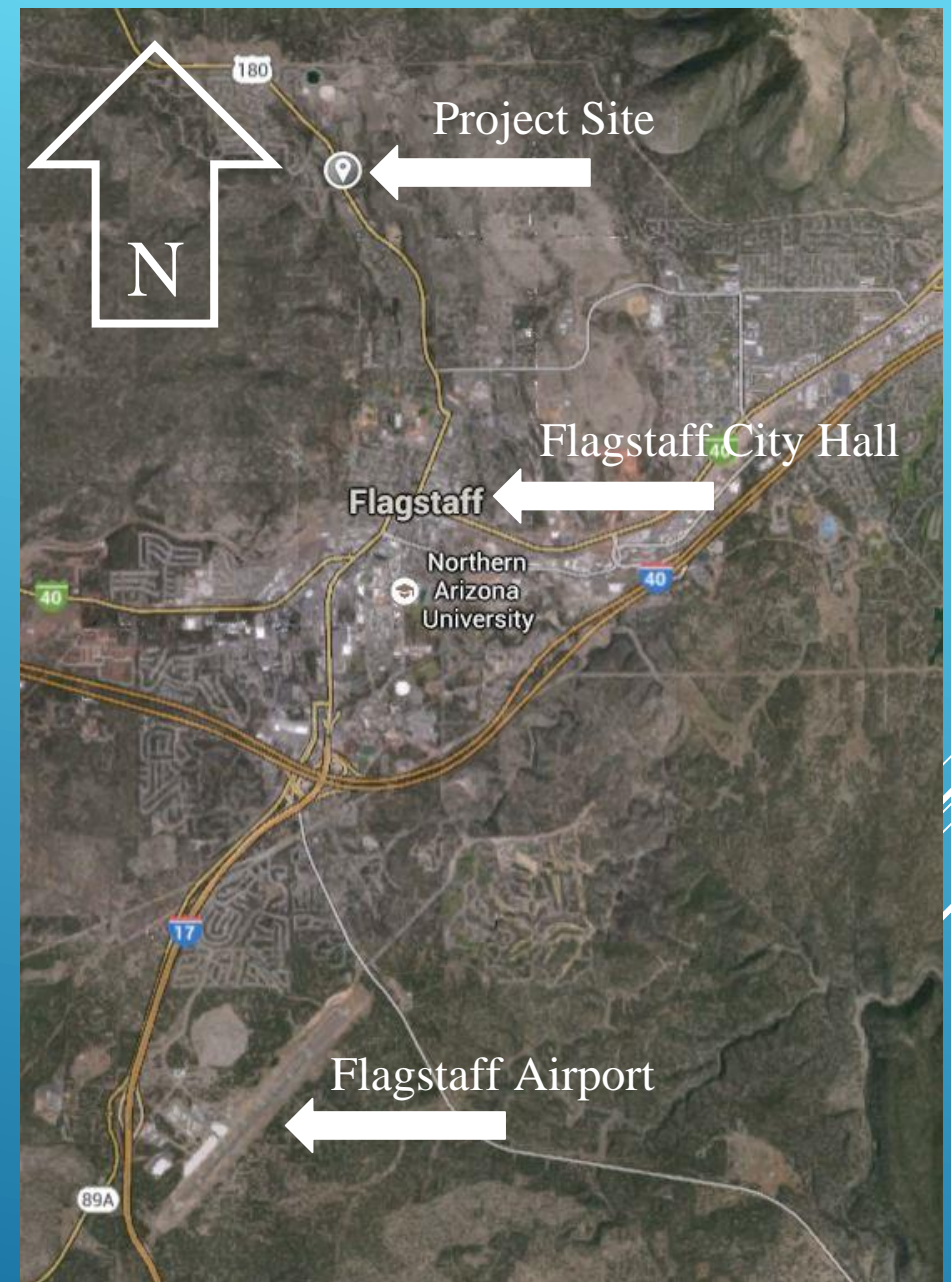 180
Project Site
N
Flagstaff City Hall
40
Flagstaff
Northern
Arizona
University
40
40
17
Flagstaff Airport
89A